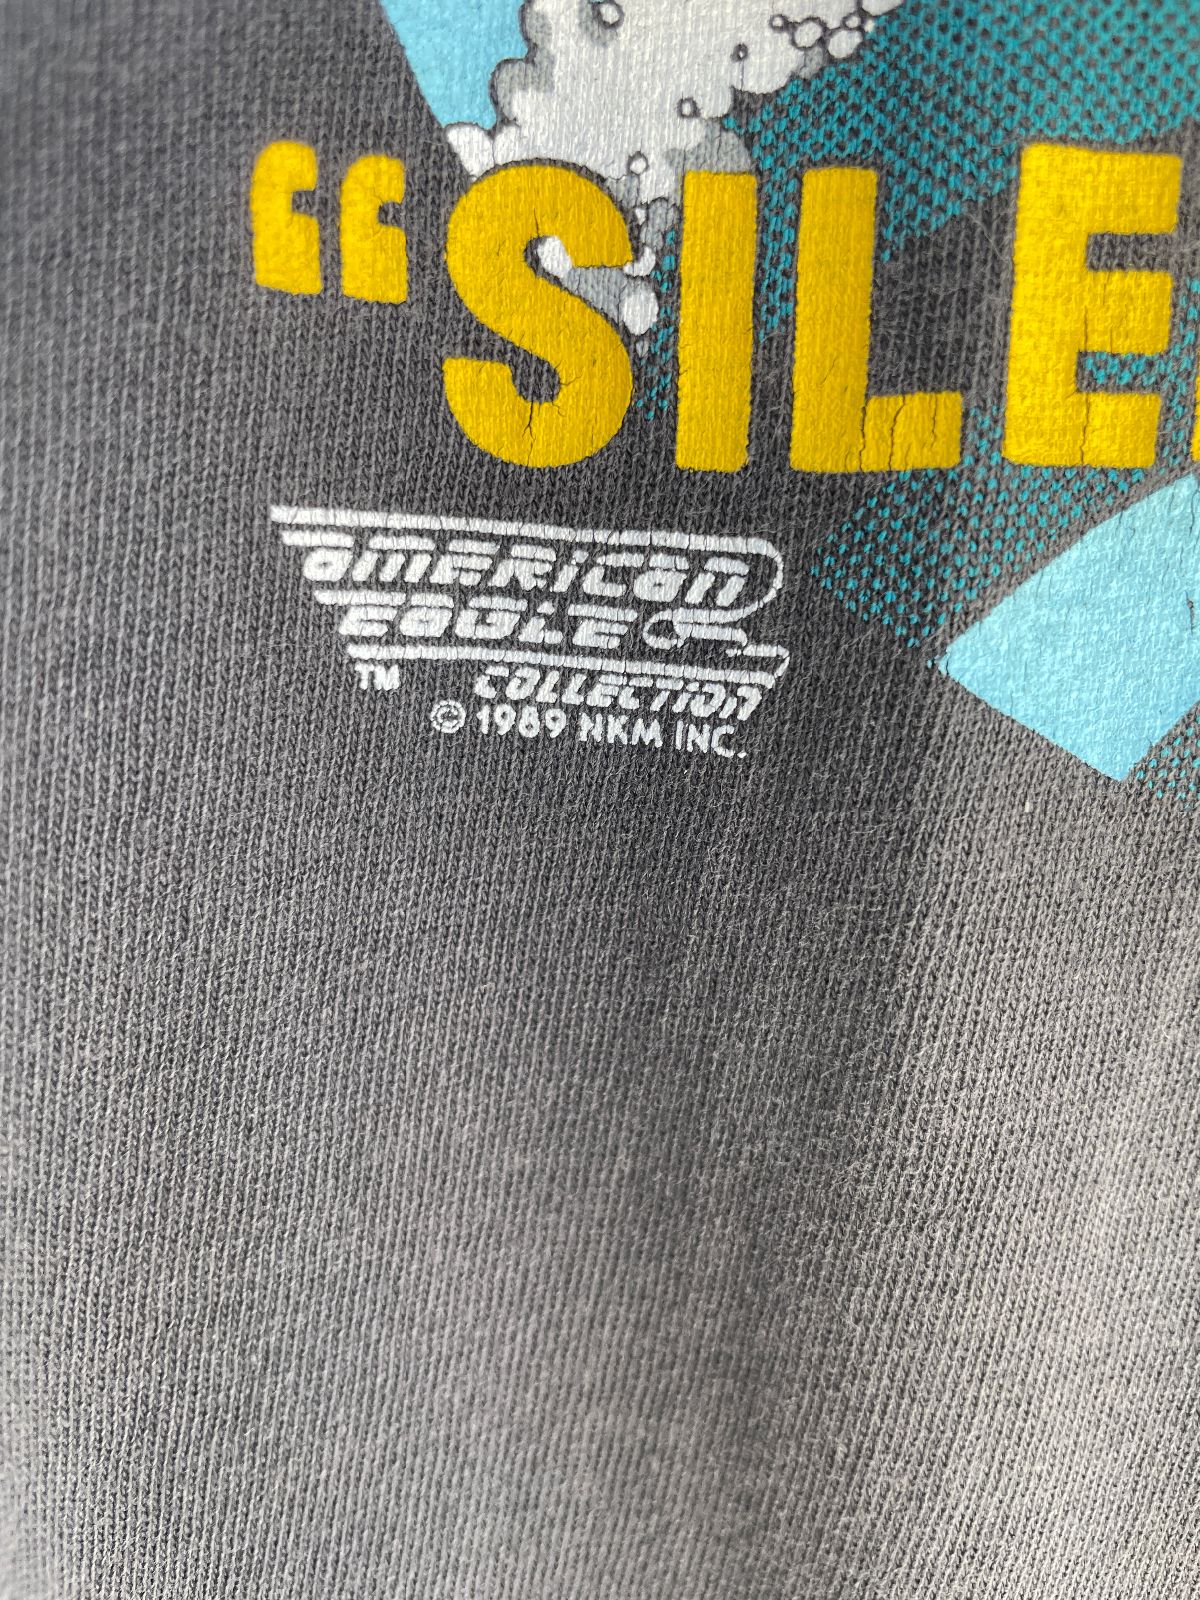 “SILE
american
eagle
TM COLLECTION
© 1989 NKM INC.